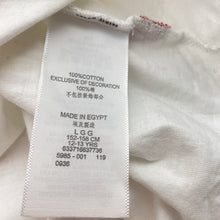 100%COTTON
EXCLUSIVE OF DECORATION
100%棉
不包括装饰部分
MADE IN EGYPT
埃及製造
L G G
152-158 CM
12-13 YRS
633716637736
5985 - 001 119
0936